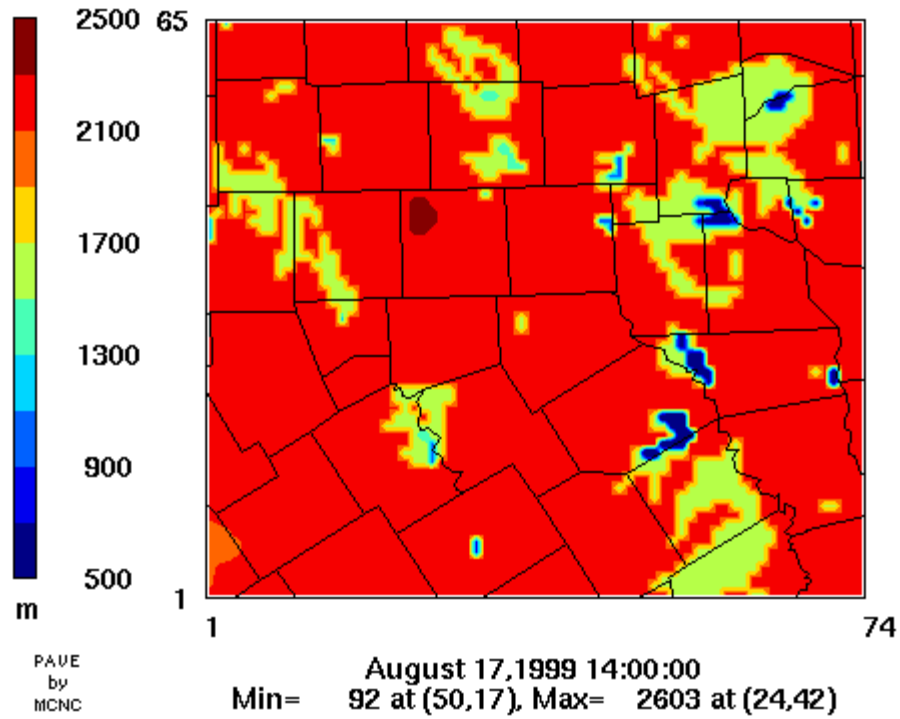 2500
2100
1700
1300
900
500
m
65
1
1
74
PAVE
by
MCNC
August 17,1999 14:00:00
Min= 92 at (50,17), Max= 2603 at (24,42)